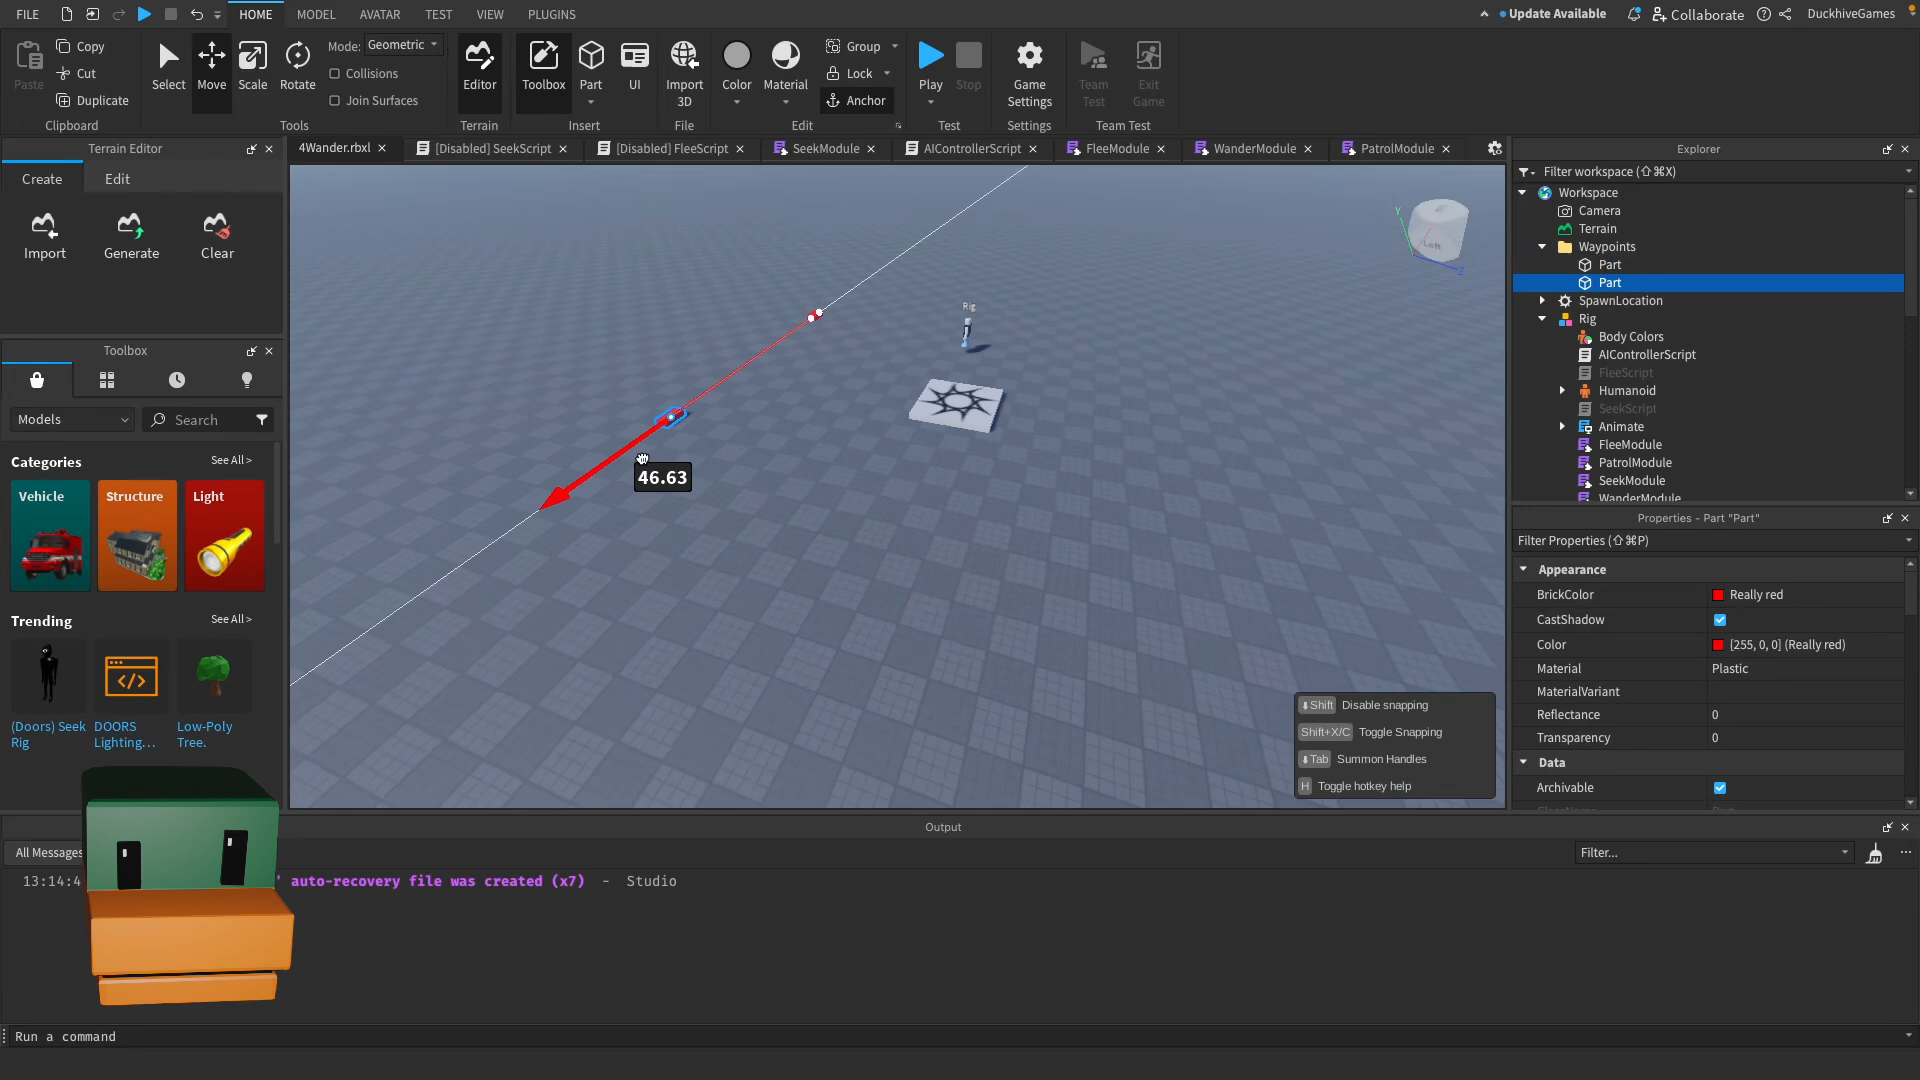 FILE HOME MODEL AVATAR TEST VIEW PLUGINS Update Available Collaborate DuckhiveGames
Paste
Copy
Cut
Duplicate
Clipboard
Select Move Scale Rotate
Mode: Geometric
Collisions
Join Surfaces
Tools
Editor
Terrain
Toolbox Part UI
Insert
Import
3D
File
Color Material
Group
Lock
Anchor
Edit
Play Stop
Test
Game
Settings
Settings
Team
Test
Exit
Game
Team Test
4Wander.rbxl [Disabled] SeekScript [Disabled] FleeScript SeekModule AIControllerScript FleeModule WanderModule PatrolModule
Terrain Editor
Create Edit
Import Generate Clear
Toolbox
Models Search
Categories See All >
Vehicle Structure Light
Trending See All >
(Doors) Seek
Rig
DOORS
Lighting...
Low-Poly
Tree.
Rig
46.63
Y
Z
Left
Shift Disable snapping
Shift+X/C Toggle Snapping
Tab Summon Handles
H Toggle hotkey help
Explorer
Filter workspace (⇧⌘X)
Workspace
Camera
Terrain
Waypoints
Part
Part
SpawnLocation
Rig
Body Colors
AIControllerScript
FleeScript
Humanoid
SeekScript
Animate
FleeModule
PatrolModule
SeekModule
WanderModule
Properties - Part "Part"
Filter Properties (⇧⌘P)
Appearance
BrickColor Really red
CastShadow
Color [255, 0, 0] (Really red)
Material Plastic
MaterialVariant
Reflectance 0
Transparency 0
Data
Archivable
Output
All Messages Filter...
13:14:4 ' auto-recovery file was created (x7) - Studio
Run a command